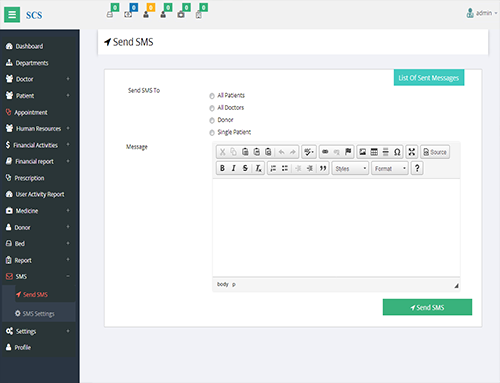 SCS
0 0 0 0 0 0
admin
Dashboard
Departments
Doctor +
Patient +
Appointment
Human Resources +
Financial Activities +
Financial report +
Prescription
User Activity Report
Medicine +
Donor +
Bed +
Report +
SMS -
Send SMS
SMS Settings
Settings +
Profile
Send SMS
List Of Sent Messages
Send SMS To
All Patients
All Doctors
Donor
Single Patient
Message
Source
B I S Ix
Styles Format ?
body p
Send SMS